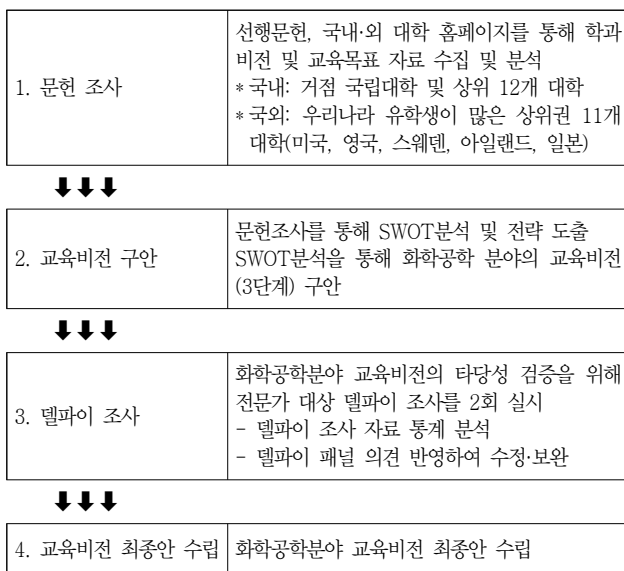 1. 문헌 조사
선행문헌, 국내·외 대학 홈페이지를 통해 학과
비전 및 교육목표 자료 수집 및 분석
* 국내: 거점 국립대학 및 상위 12개 대학
* 국외: 우리나라 유학생이 많은 상위권 11개
대학(미국, 영국, 스웨덴, 아일랜드, 일본)
2. 교육비전 구안
문헌조사를 통해 SWOT분석 및 전략 도출
SWOT분석을 통해 화학공학 분야의 교육비전
(3단계) 구안
3. 델파이 조사
화학공학분야 교육비전의 타당성 검증을 위해
전문가 대상 델파이 조사를 2회 실시
- 델파이 조사 자료 통계 분석
- 델파이 패널 의견 반영하여 수정·보완
4. 교육비전 최종안 수립
화학공학분야 교육비전 최종안 수립